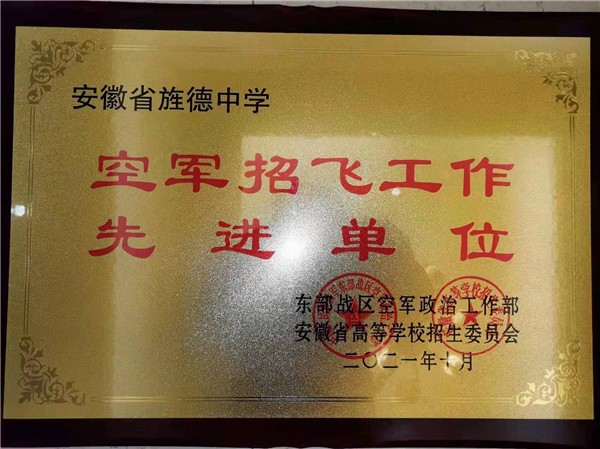 安徽省旌德中学
空军招飞工作
先进单位
东部战区空军政治工作部
安徽省高等学校招生委员会
二〇二一年十月